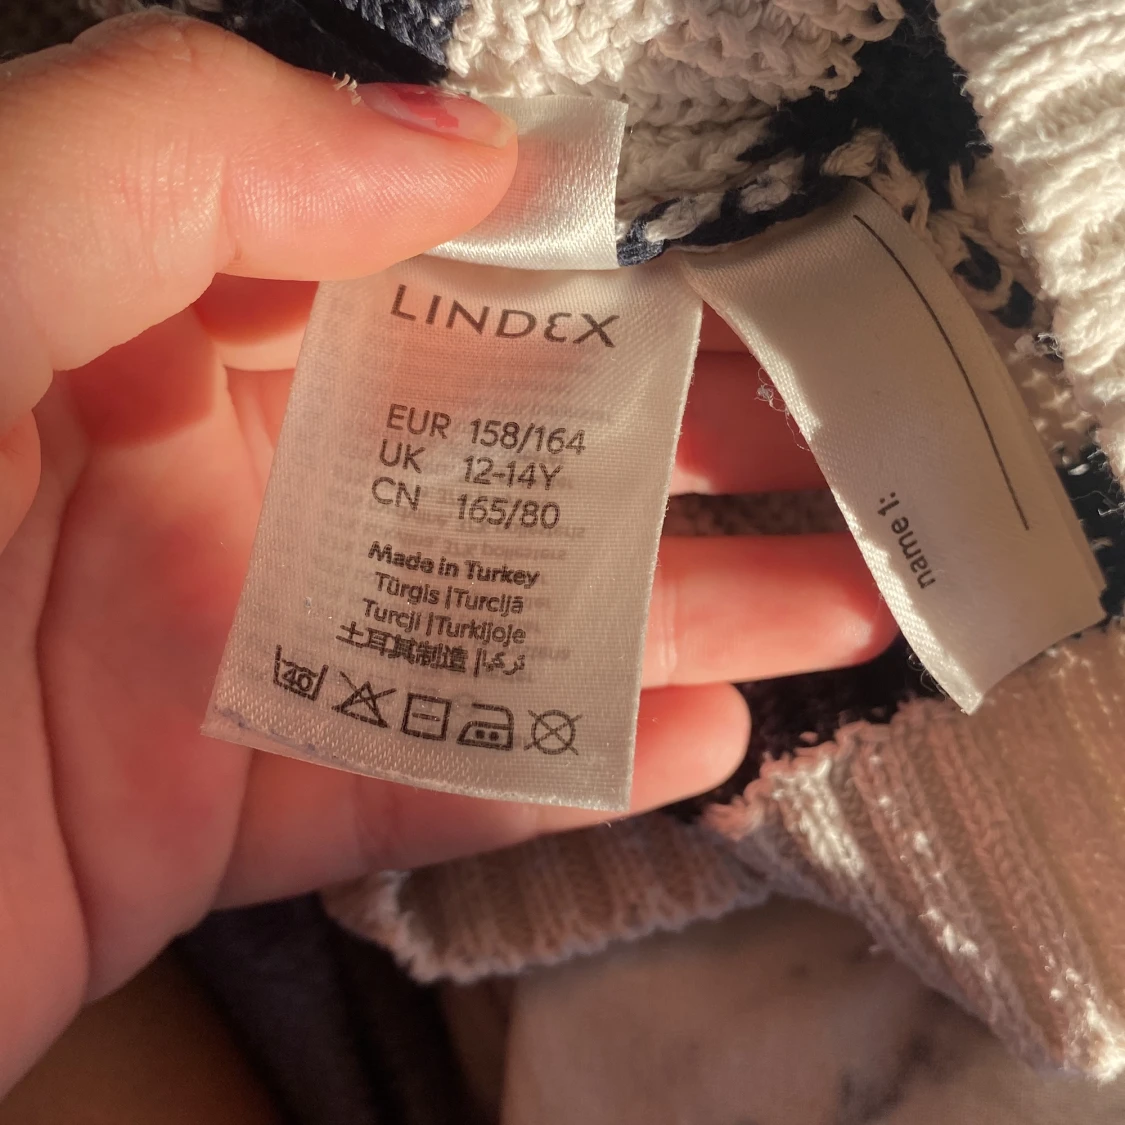 LINDEX
EUR 158/164
UK 12-14Y
CN 165/80
Made in Turkey
Türgis | Turcijā
Turcji | Turkijoje
土耳其制造 | تركيا
40
name 1: